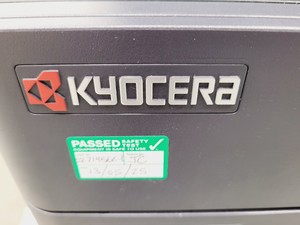 KYOCERA
PASSED SAFETY TEST
EQUIPMENT IS SAFE TO USE